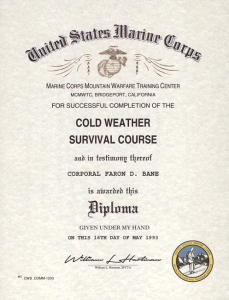 United States Marine Corps
MARINE CORPS MOUNTAIN WARFARE TRAINING CENTER
MCMWTC, BRIDGEPORT, CALIFORNIA
FOR SUCCESSFUL COMPLETION OF THE
COLD WEATHER
SURVIVAL COURSE
and in testimony thereof
CORPORAL FARON D. BANE
is awarded this
Diploma
GIVEN UNDER MY HAND
ON THIS 14TH DAY OF MAY 1993